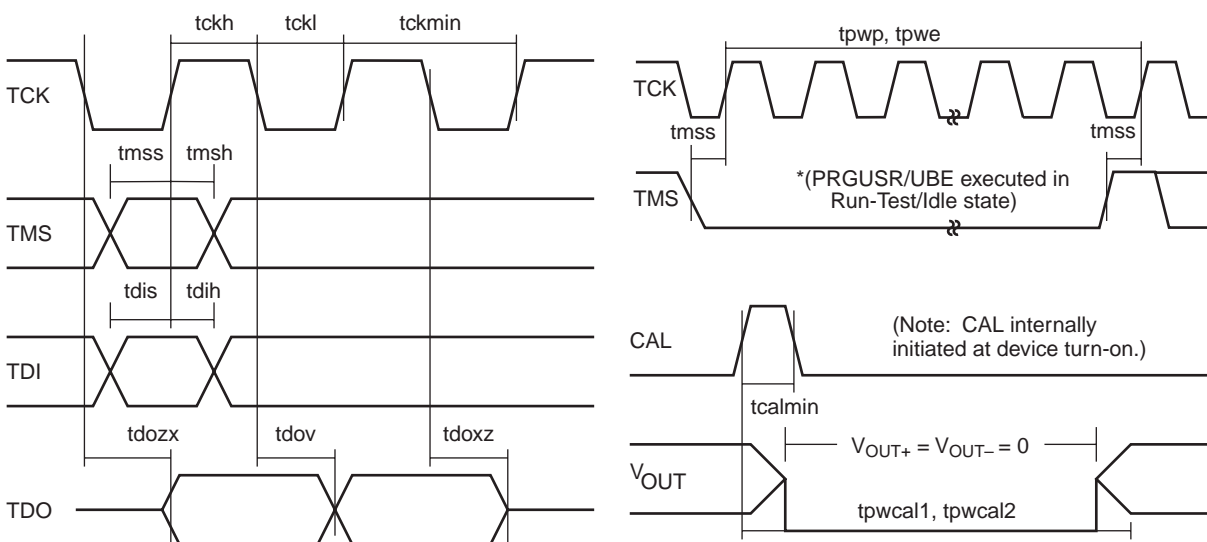 tckh tckl tckmin
TCK
tmss tmsh
TMS
tdis tdih
TDI
tdozx tdov tdoxz
TDO
tpwp, tpwe
TCK
tmss tmss
*(PRGUSR/UBE executed in
Run-Test/Idle state)
TMS
CAL
(Note: CAL internally
initiated at device turn-on.)
tcalmin
VOUT+ = VOUT– = 0
VOUT
tpwcal1, tpwcal2